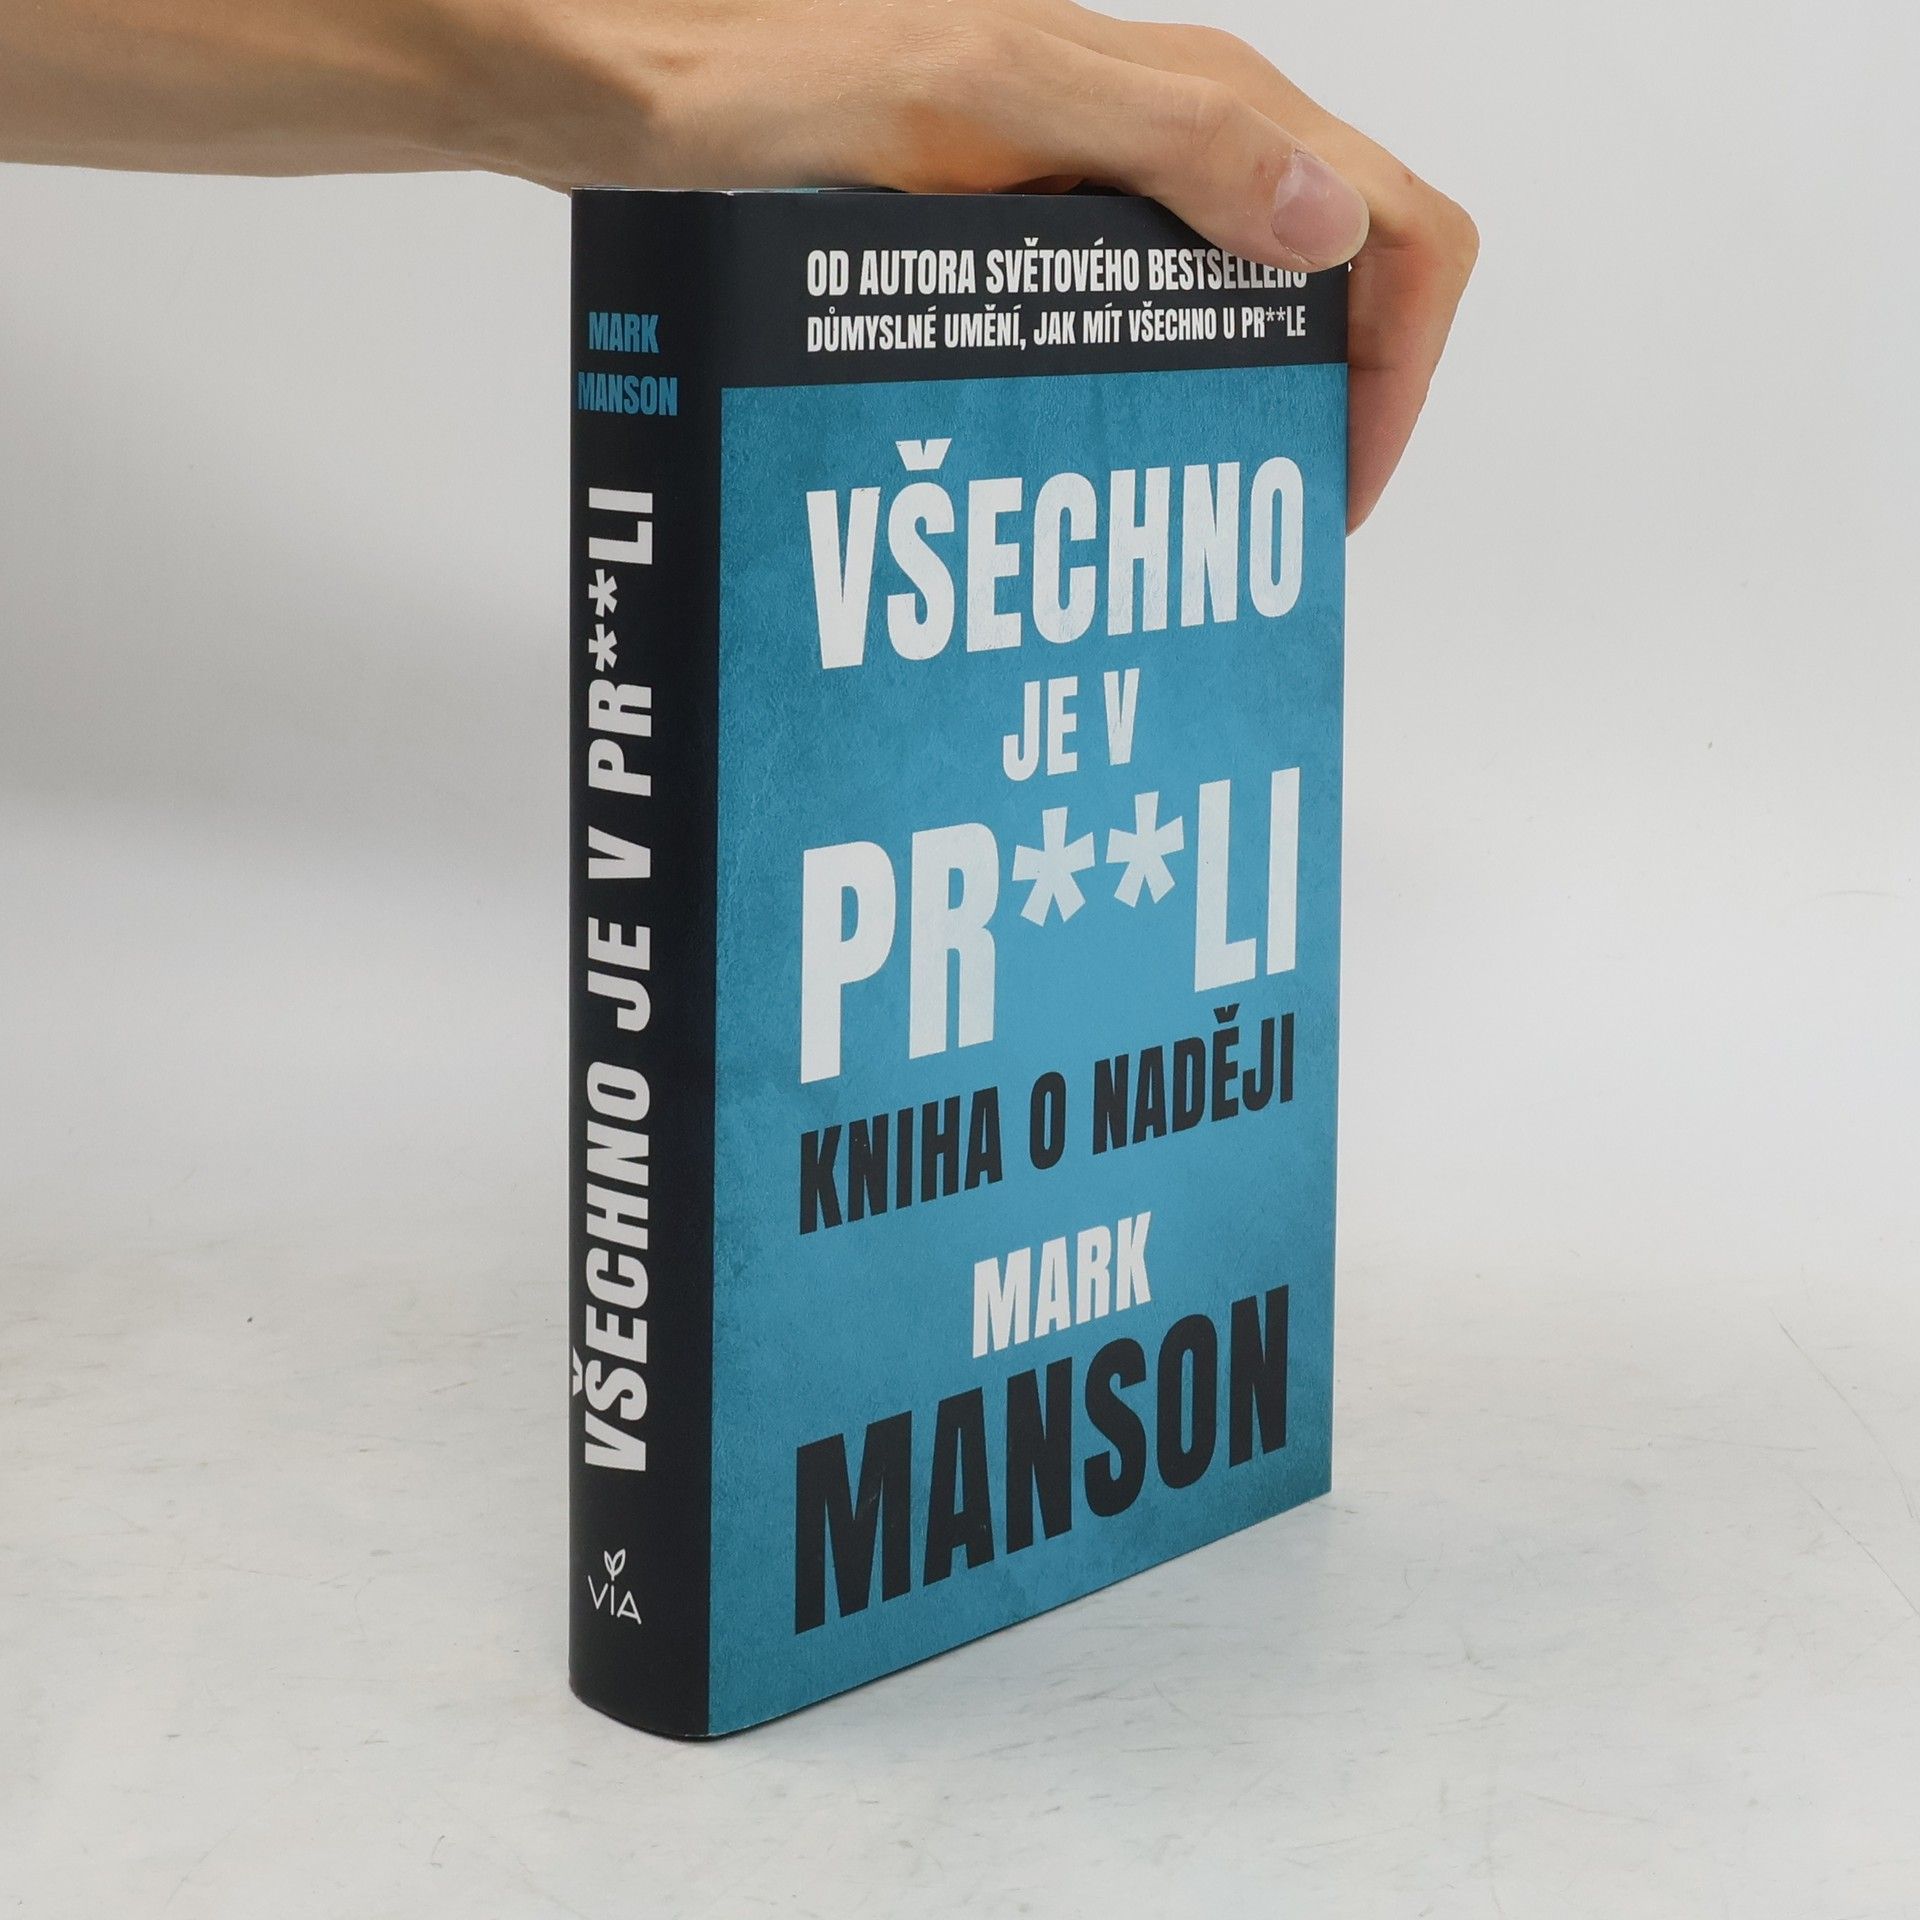 MARK
MANSON
VŠECHNO JE V PR**LI
VIA
OD AUTORA SVĚTOVÉHO BESTSELLERU
DŮMYSLNÉ UMĚNÍ, JAK MÍT VŠECHNO U PR**LE
VŠECHNO
JE V
PR**LI
KNIHA O NADĚJI
MARK
MANSON